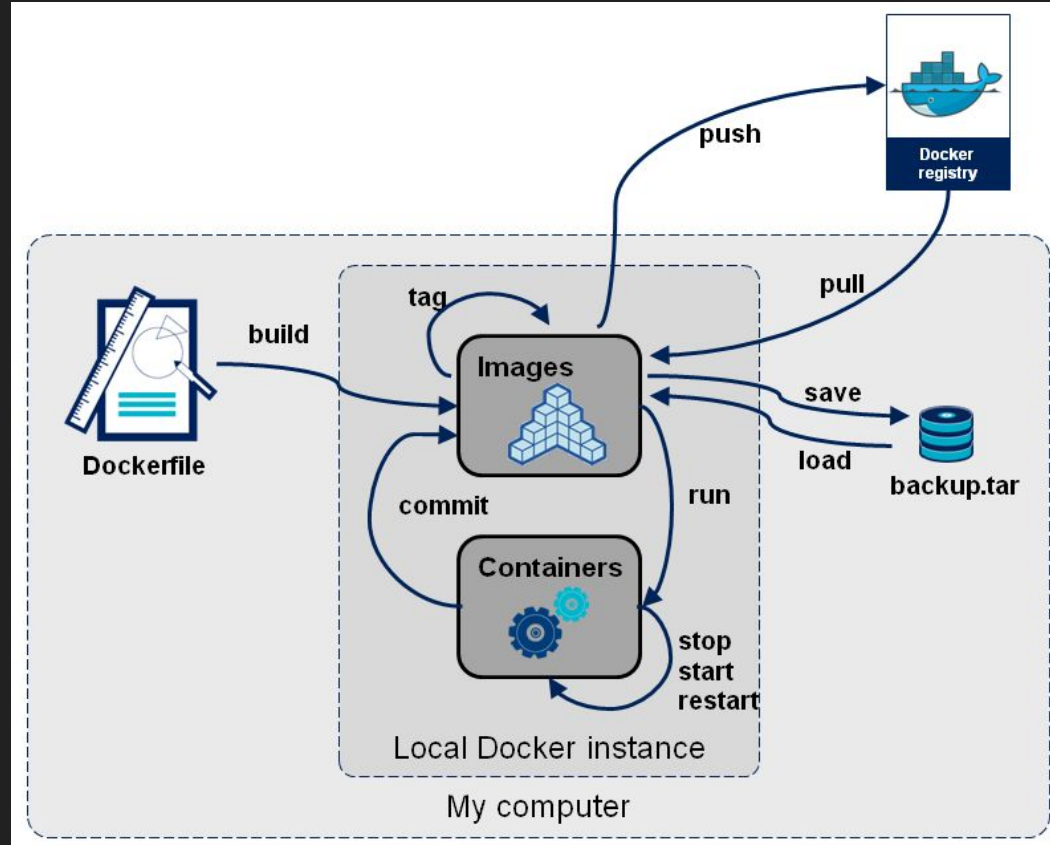 Docker
registry
push
pull
tag
build
Images
save
load
backup.tar
Dockerfile
commit
run
Containers
stop
start
restart
Local Docker instance
My computer